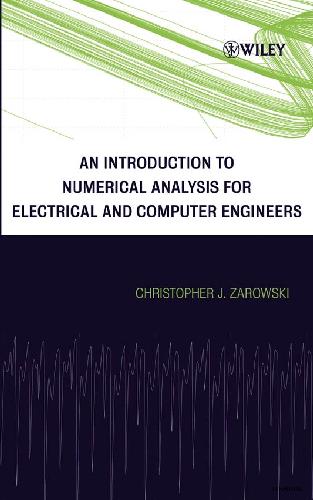 WILEY
AN INTRODUCTION TO
NUMERICAL ANALYSIS FOR
ELECTRICAL AND COMPUTER ENGINEERS
CHRISTOPHER J. ZAROWSKI